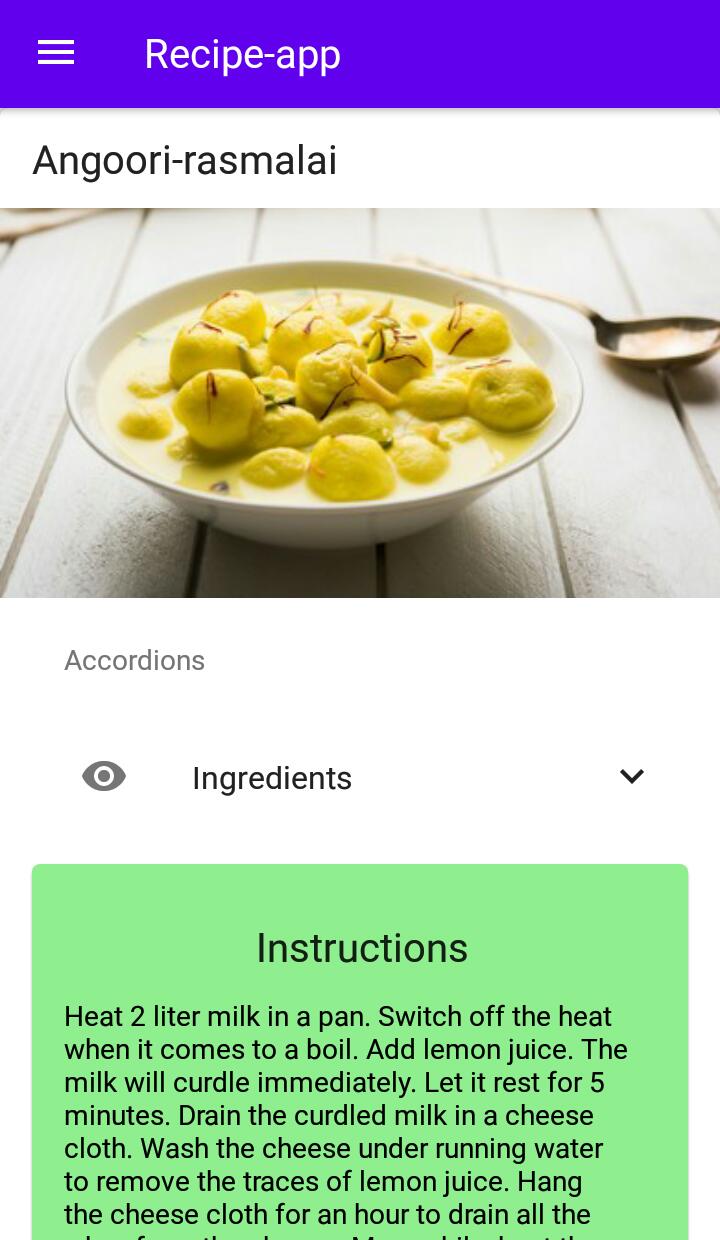 Recipe-app
Angoori-rasmalai
Accordions
Ingredients
Instructions
Heat 2 liter milk in a pan. Switch off the heat
when it comes to a boil. Add lemon juice. The
milk will curdle immediately. Let it rest for 5
minutes. Drain the curdled milk in a cheese
cloth. Wash the cheese under running water
to remove the traces of lemon juice. Hang
the cheese cloth for an hour to drain all the